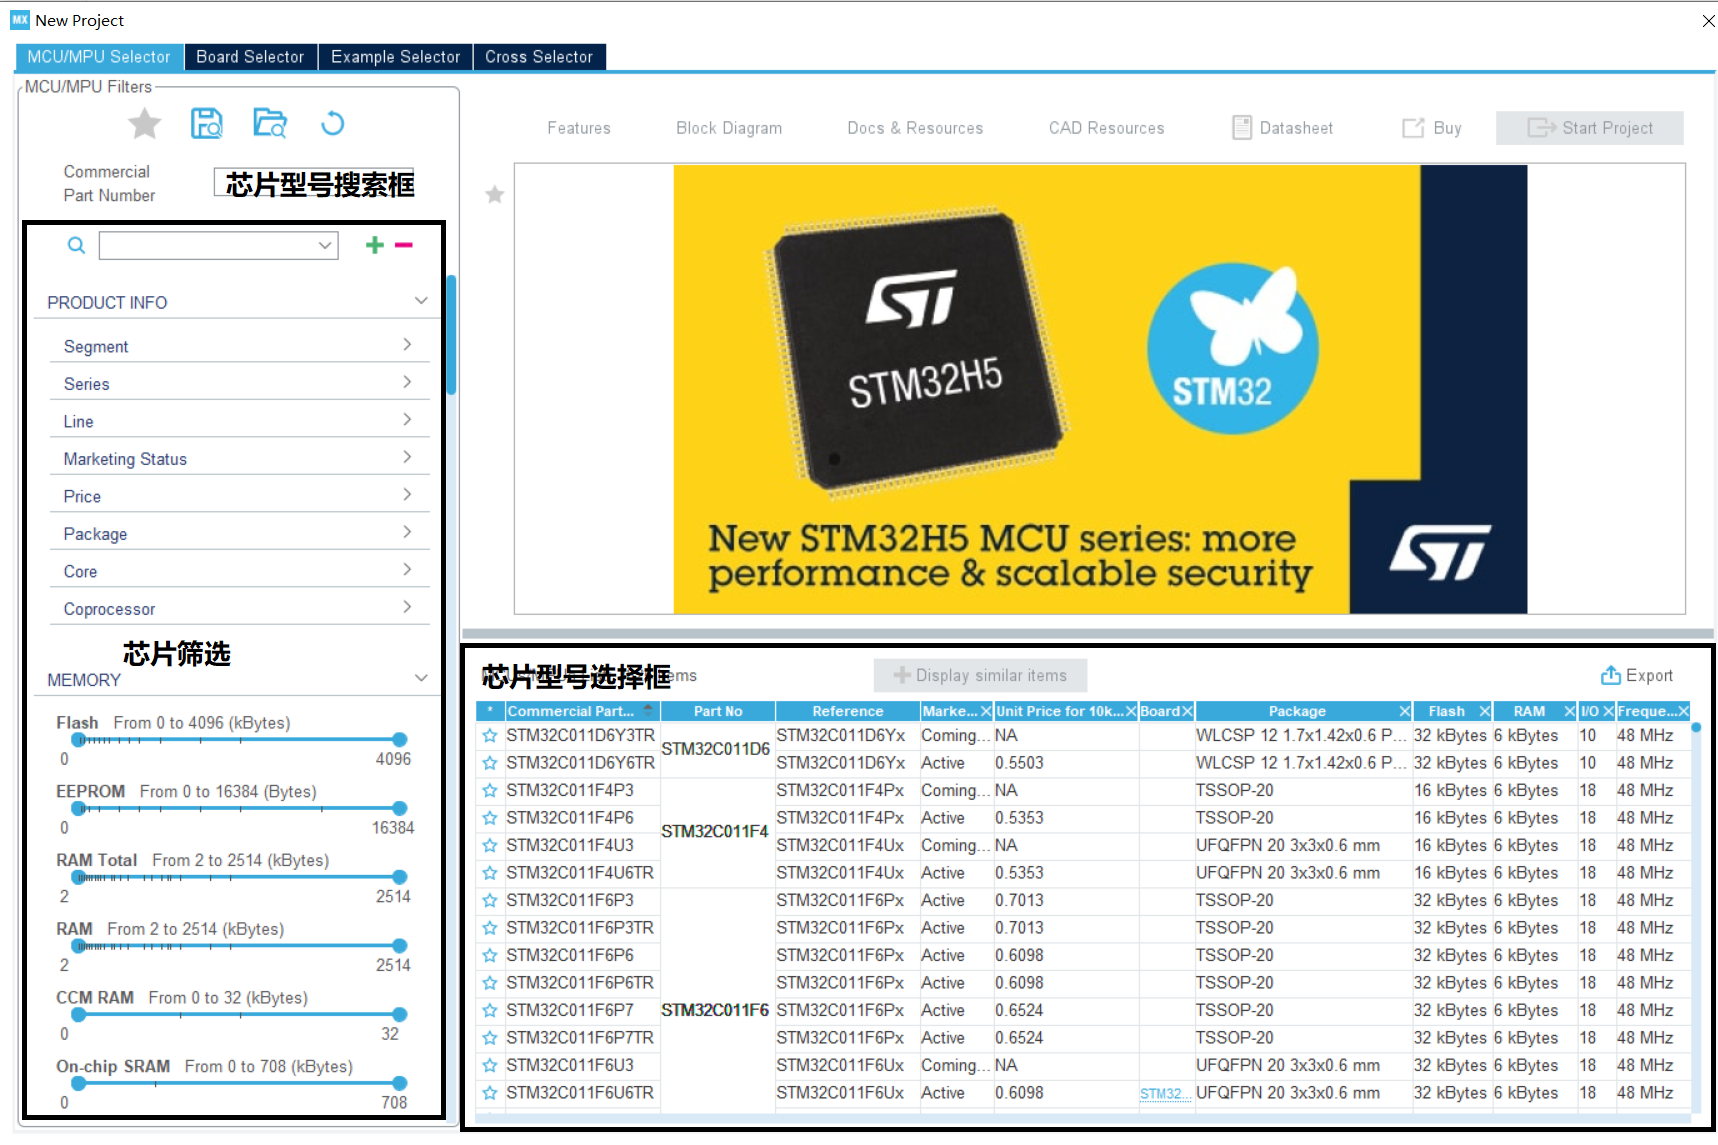 MX New Project
MCU/MPU Selector Board Selector Example Selector Cross Selector
MCU/MPU Filters
Commercial
Part Number
芯片型号搜索框
PRODUCT INFO
Segment
Series
Line
Marketing Status
Price
Package
Core
Coprocessor
芯片筛选
MEMORY
Flash From 0 to 4096 (kBytes)
0 4096
EEPROM From 0 to 16384 (Bytes)
0 16384
RAM Total From 2 to 2514 (kBytes)
2 2514
RAM From 2 to 2514 (kBytes)
2 2514
CCM RAM From 0 to 32 (kBytes)
0 32
On-chip SRAM From 0 to 708 (kBytes)
0 708
Features Block Diagram Docs & Resources CAD Resources Datasheet Buy Start Project
STM32H5
STM32
New STM32H5 MCU series: more
performance & scalable security
ST
芯片型号选择框 Display similar items Export
* Commercial Part... Part No Reference Marke... Unit Price for 10k... Board Package Flash RAM I/O Freque...
STM32C011D6Y3TR STM32C011D6 STM32C011D6Yx Coming... NA WLCSP 12 1.7x1.42x0.6 P... 32 kBytes 6 kBytes 10 48 MHz
STM32C011D6Y6TR STM32C011D6Yx Active 0.5503 WLCSP 12 1.7x1.42x0.6 P... 32 kBytes 6 kBytes 10 48 MHz
STM32C011F4P3 STM32C011F4Px Coming... NA TSSOP-20 16 kBytes 6 kBytes 18 48 MHz
STM32C011F4P6 STM32C011F4 STM32C011F4Px Active 0.5353 TSSOP-20 16 kBytes 6 kBytes 18 48 MHz
STM32C011F4U3 STM32C011F4Ux Coming... NA UFQFPN 20 3x3x0.6 mm 16 kBytes 6 kBytes 18 48 MHz
STM32C011F4U6TR STM32C011F4Ux Active 0.5353 UFQFPN 20 3x3x0.6 mm 16 kBytes 6 kBytes 18 48 MHz
STM32C011F6P3 STM32C011F6Px Active 0.7013 TSSOP-20 32 kBytes 6 kBytes 18 48 MHz
STM32C011F6P3TR STM32C011F6Px Active 0.7013 TSSOP-20 32 kBytes 6 kBytes 18 48 MHz
STM32C011F6P6 STM32C011F6Px Active 0.6098 TSSOP-20 32 kBytes 6 kBytes 18 48 MHz
STM32C011F6P6TR STM32C011F6Px Active 0.6098 TSSOP-20 32 kBytes 6 kBytes 18 48 MHz
STM32C011F6P7 STM32C011F6 STM32C011F6Px Active 0.6524 TSSOP-20 32 kBytes 6 kBytes 18 48 MHz
STM32C011F6P7TR STM32C011F6Px Active 0.6524 TSSOP-20 32 kBytes 6 kBytes 18 48 MHz
STM32C011F6U3 STM32C011F6Ux Coming... NA UFQFPN 20 3x3x0.6 mm 32 kBytes 6 kBytes 18 48 MHz
STM32C011F6U6TR STM32C011F6Ux Active 0.6098 STM32... UFQFPN 20 3x3x0.6 mm 32 kBytes 6 kBytes 18 48 MHz